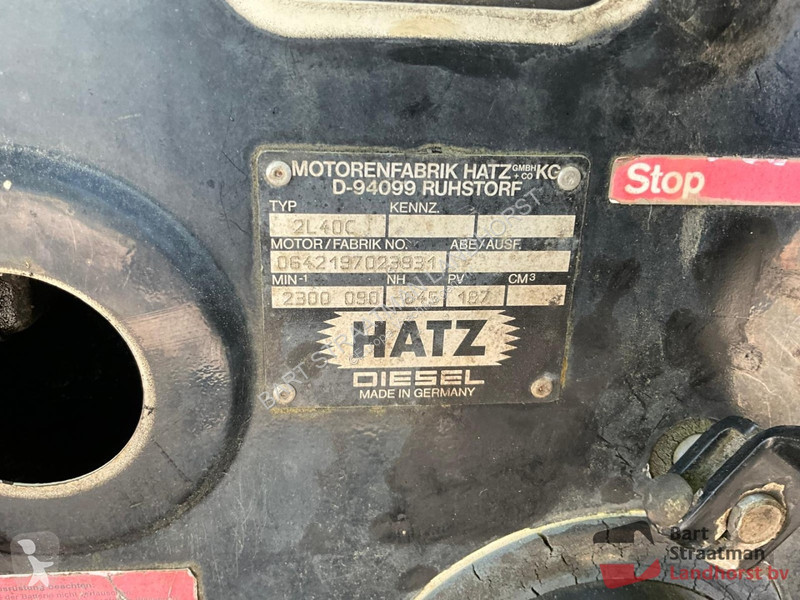 MOTORENFABRIK HATZ GMBH + CO KG
D-94099 RUHSTORF
Stop
TYP KENNZ.
2L40C
MOTOR/FABRIK NO. ABE/AUSF.
MIN-1 NH PV CM3
2300 090 187
HATZ
DIESEL
MADE IN GERMANY
Bart
Straatman
Landhorst bv